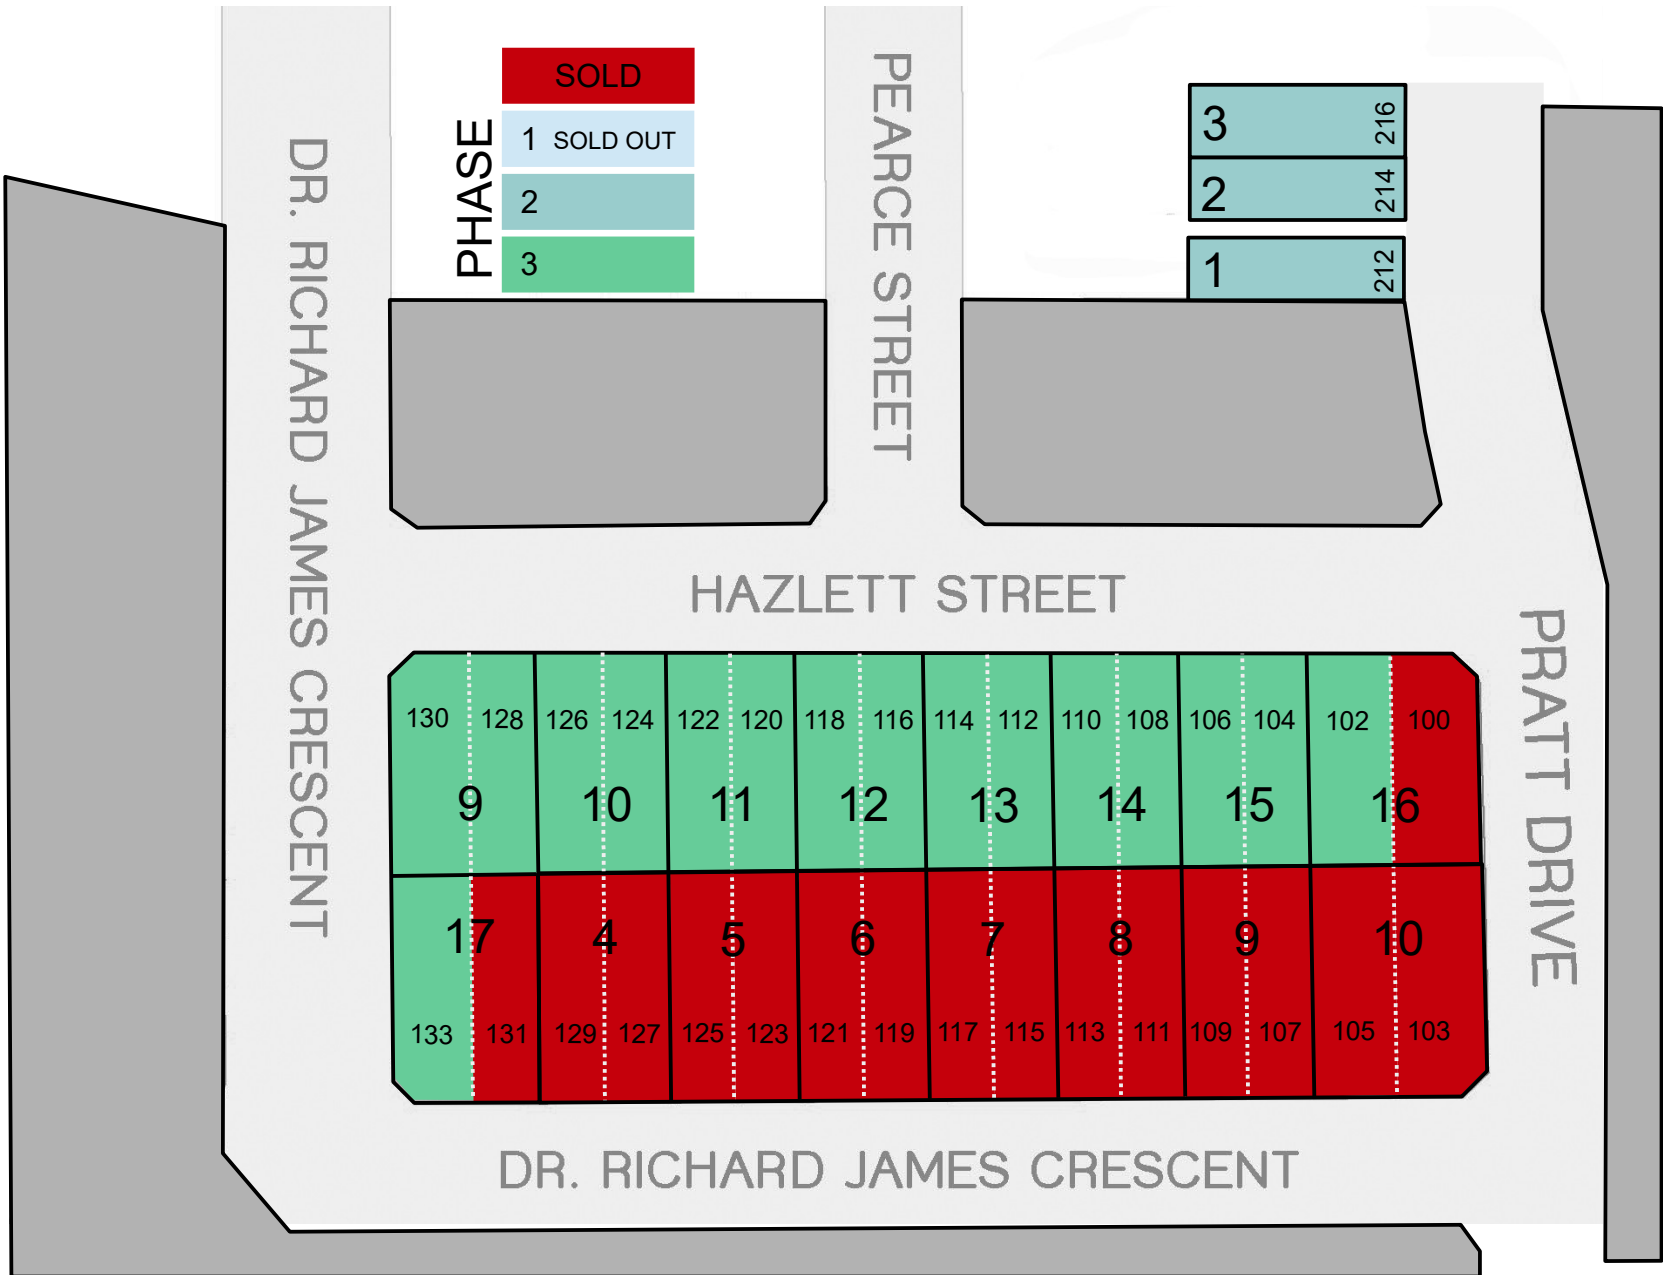 SOLD
PHASE
1 SOLD OUT
2
3
DR. RICHARD JAMES CRESCENT
PEARCE STREET
3 216
2 214
1 212
HAZLETT STREET
PRATT DRIVE
130 128 126 124 122 120 118 116 114 112 110 108 106 104 102 100
9 10 11 12 13 14 15 16
17 4 5 6 7 8 9 10
133 131 129 127 125 123 121 119 117 115 113 111 109 107 105 103
DR. RICHARD JAMES CRESCENT